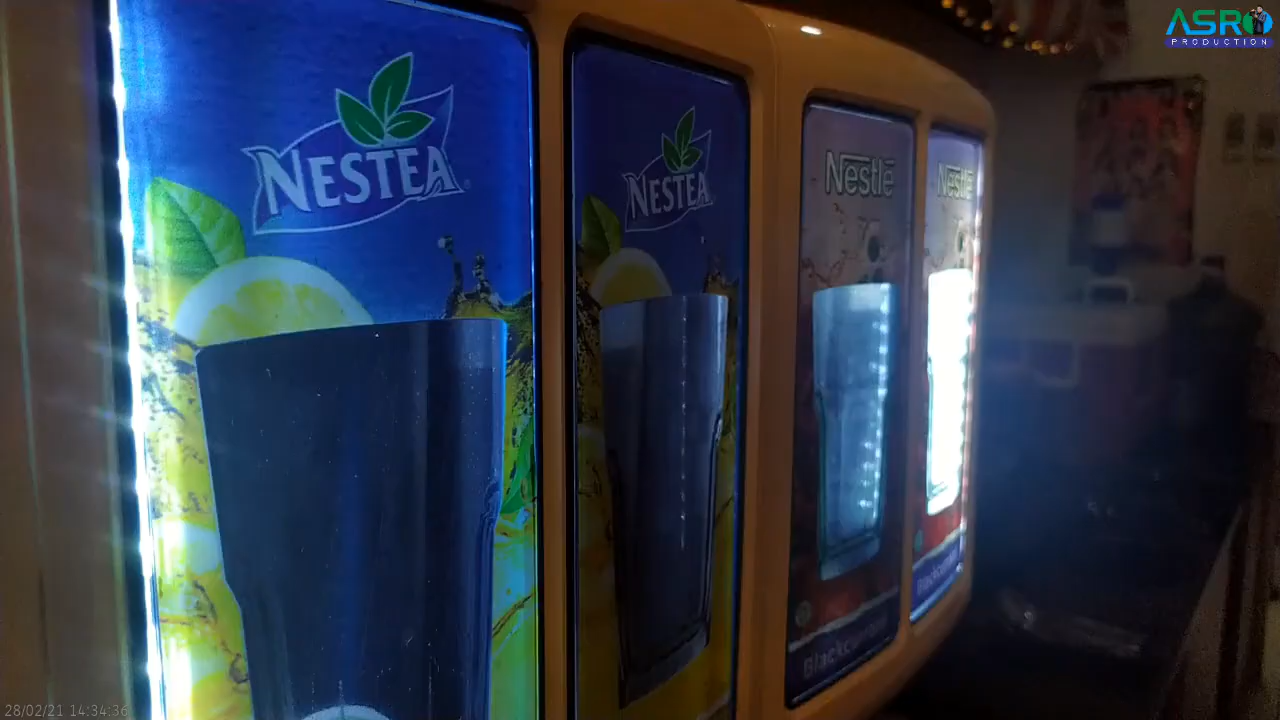 ASRO
PRODUCTION
NESTEA
NESTEA
Nestlé
Nestlé
Blackcurrant
28/02/21 14:34:36